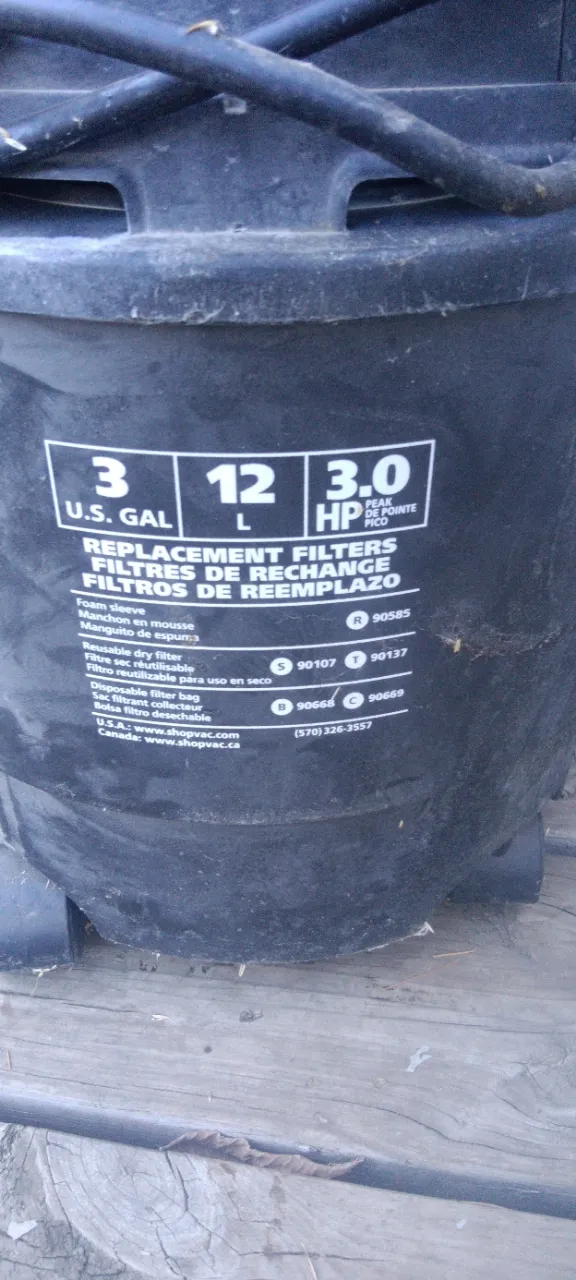 3 12 3.0
U.S. GAL L HP PEAK
DE POINTE
PICO
REPLACEMENT FILTERS
FILTRES DE RECHANGE
FILTROS DE REEMPLAZO
Foam sleeve
Manchon en mousse R 90585
Manguito de espuma
Reusable dry filter
Filtre sec réutilisable S 90107 T 90137
Filtro reutilizable para uso en seco
Disposable filter bag
Sac filtrant collecteur B 90668 C 90669
Bolsa filtro desechable
U.S.A.: www.shopvac.com (570) 326-3557
Canada: www.shopvac.ca